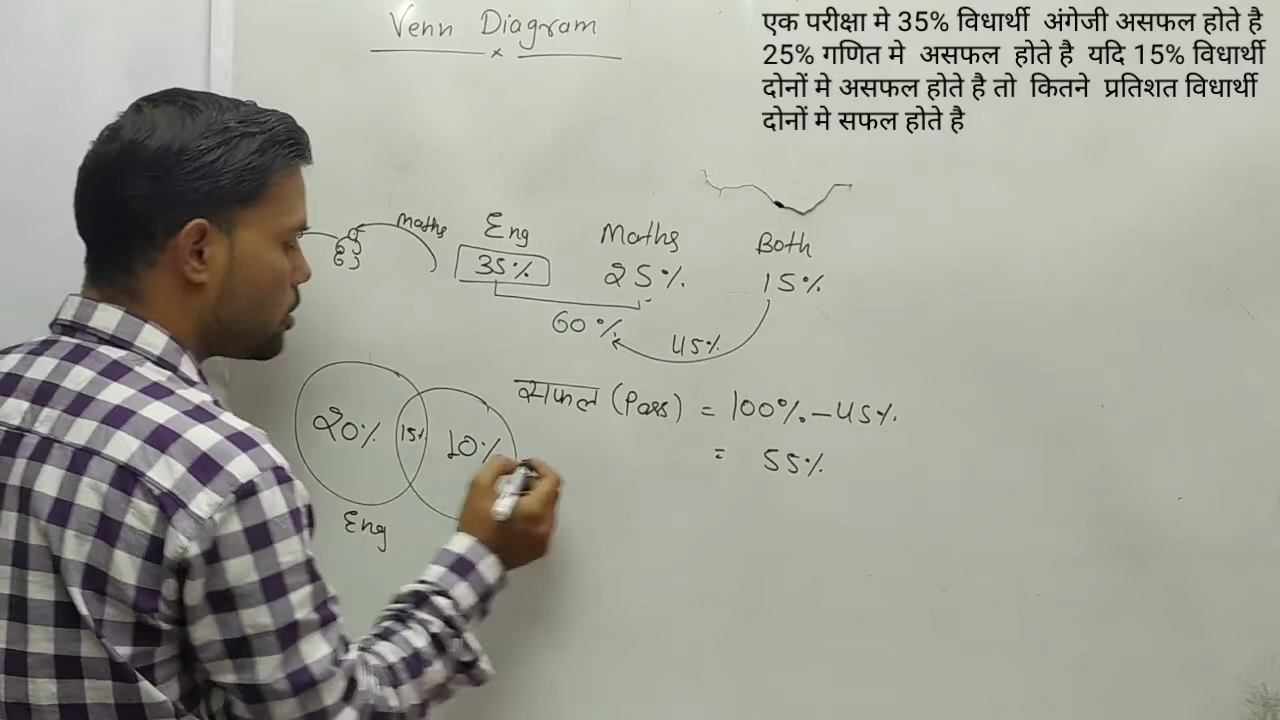 Venn Diagram
एक परीक्षा मे 35% विधार्थी अंगेजी असफल होते है
25% गणित मे असफल होते है यदि 15% विधार्थी
दोनों मे असफल होते है तो कितने प्रतिशत विधार्थी
दोनों मे सफल होते है
maths Eng Maths Both
35% 25% 15%
60%
45%
सफल (Pass) = 100% - 45%
20% 15% 10%
= 55%
Eng